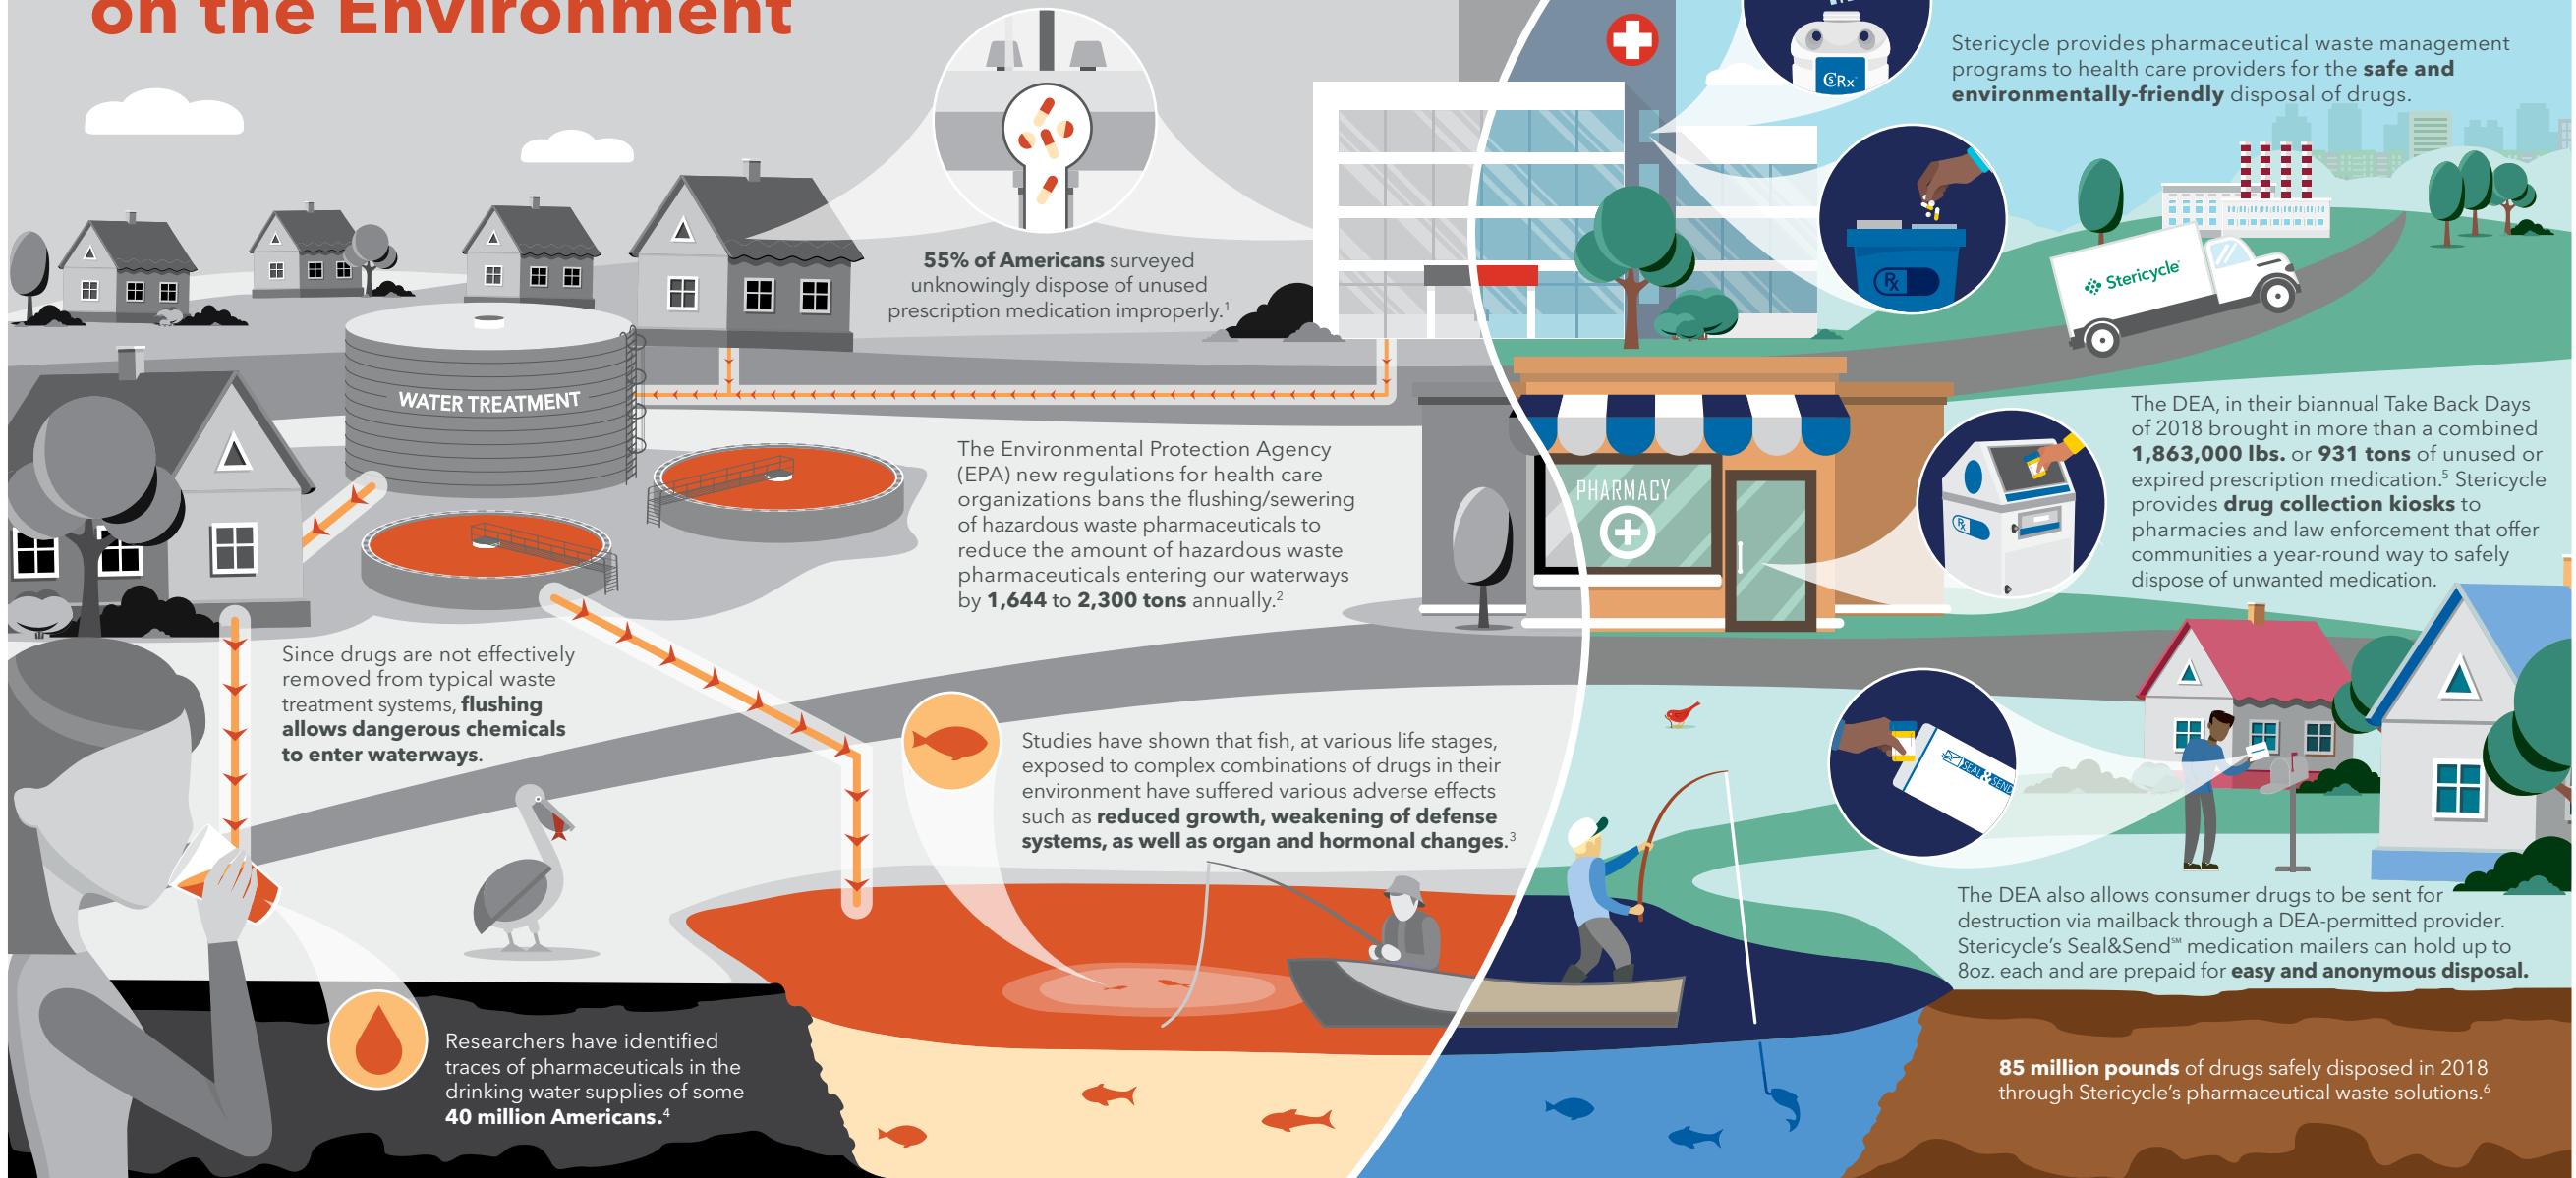 on the Environment
Stericycle provides pharmaceutical waste management
programs to health care providers for the safe and
environmentally-friendly disposal of drugs.
SRx
55% of Americans surveyed
unknowingly dispose of unused
prescription medication improperly.1
Rx
Stericycle®
WATER TREATMENT
The Environmental Protection Agency
(EPA) new regulations for health care
organizations bans the flushing/sewering
of hazardous waste pharmaceuticals to
reduce the amount of hazardous waste
pharmaceuticals entering our waterways
by 1,644 to 2,300 tons annually.2
PHARMACY
Rx
The DEA, in their biannual Take Back Days
of 2018 brought in more than a combined
1,863,000 lbs. or 931 tons of unused or
expired prescription medication.5 Stericycle
provides drug collection kiosks to
pharmacies and law enforcement that offer
communities a year-round way to safely
dispose of unwanted medication.
Since drugs are not effectively
removed from typical waste
treatment systems, flushing
allows dangerous chemicals
to enter waterways.
Studies have shown that fish, at various life stages,
exposed to complex combinations of drugs in their
environment have suffered various adverse effects
such as reduced growth, weakening of defense
systems, as well as organ and hormonal changes.3
SEAL&SEND
The DEA also allows consumer drugs to be sent for
destruction via mailback through a DEA-permitted provider.
Stericycle's Seal&Send℠ medication mailers can hold up to
8oz. each and are prepaid for easy and anonymous disposal.
Researchers have identified
traces of pharmaceuticals in the
drinking water supplies of some
40 million Americans.4
85 million pounds of drugs safely disposed in 2018
through Stericycle's pharmaceutical waste solutions.6